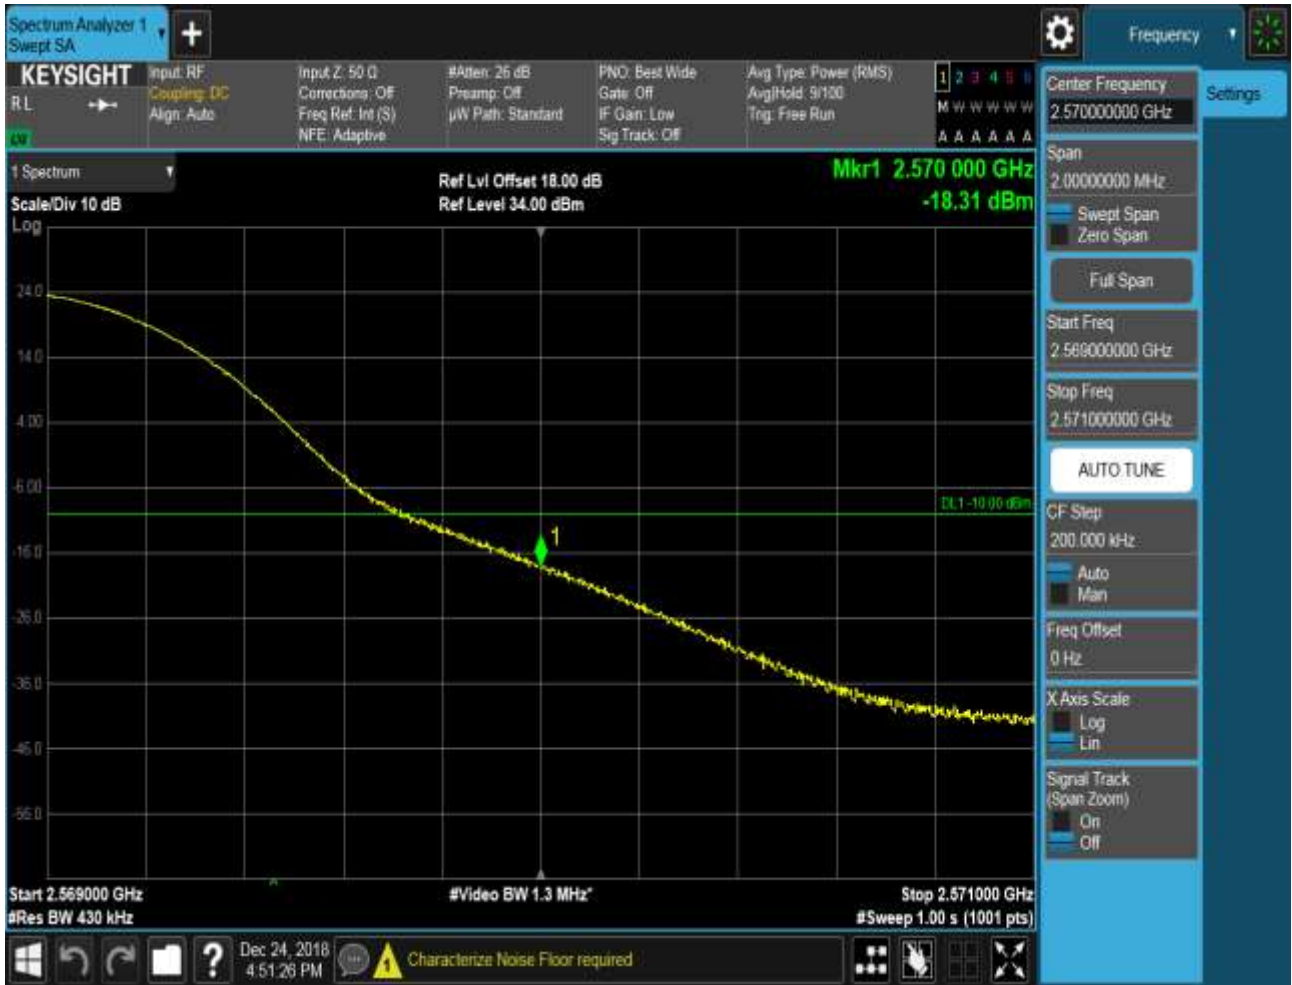 Spectrum Analyzer 1
Swept SA
Frequency
KEYSIGHT
R L
Input: RF
Coupling: DC
Align: Auto
Input Z: 50 Ω
Corrections: Off
Freq Ref: Int (S)
NFE: Adaptive
#Atten: 26 dB
Preamp: Off
µW Path: Standard
PNO: Best Wide
Gate: Off
IF Gain: Low
Sig Track: Off
Avg Type: Power (RMS)
Avg|Hold: 9/100
Trig: Free Run
1 2 3 4 5 6
M W W W W W
A A A A A A
1 Spectrum
Scale/Div 10 dB
Log
Ref Lvl Offset 18.00 dB
Ref Level 34.00 dBm
Mkr1 2.570 000 GHz
-18.31 dBm
24.0
14.0
4.00
-6.00
-16.0
-26.0
-36.0
-46.0
-56.0
DL1 -10.00 dBm
1
Start 2.569000 GHz
#Res BW 430 kHz
#Video BW 1.3 MHz*
Stop 2.571000 GHz
#Sweep 1.00 s (1001 pts)
Center Frequency
2.570000000 GHz
Settings
Span
2.00000000 MHz
Swept Span
Zero Span
Full Span
Start Freq
2.569000000 GHz
Stop Freq
2.571000000 GHz
AUTO TUNE
CF Step
200.000 kHz
Auto
Man
Freq Offset
0 Hz
X Axis Scale
Log
Lin
Signal Track
(Span Zoom)
On
Off
?
Dec 24, 2018
4:51:26 PM
Characterize Noise Floor required